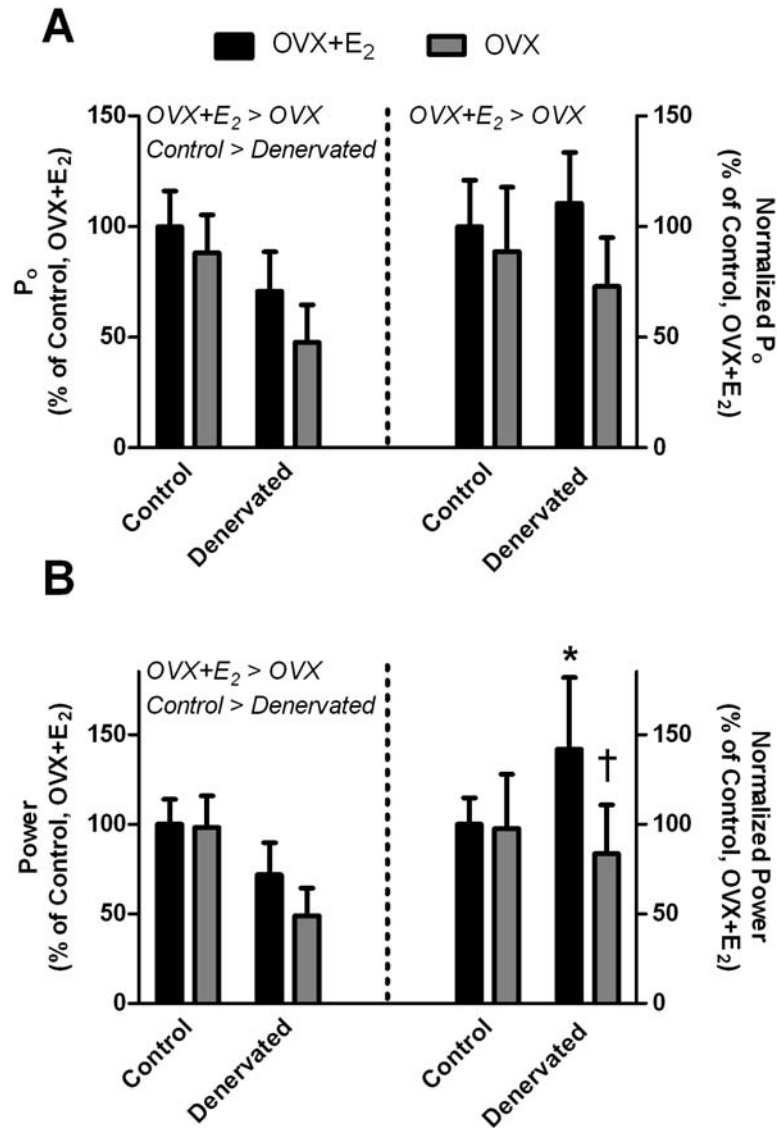 A
OVX+E₂ OVX
OVX+E₂ > OVX
Control > Denervated
OVX+E₂ > OVX
150
100
50
0
Pₒ
(% of Control, OVX+E₂)
150
100
50
0
Normalized Pₒ
(% of Control, OVX+E₂)
Control
Denervated
Control
Denervated
B
OVX+E₂ > OVX
Control > Denervated
*
†
150
100
50
0
Power
(% of Control, OVX+E₂)
150
100
50
0
Normalized Power
(% of Control, OVX+E₂)
Control
Denervated
Control
Denervated